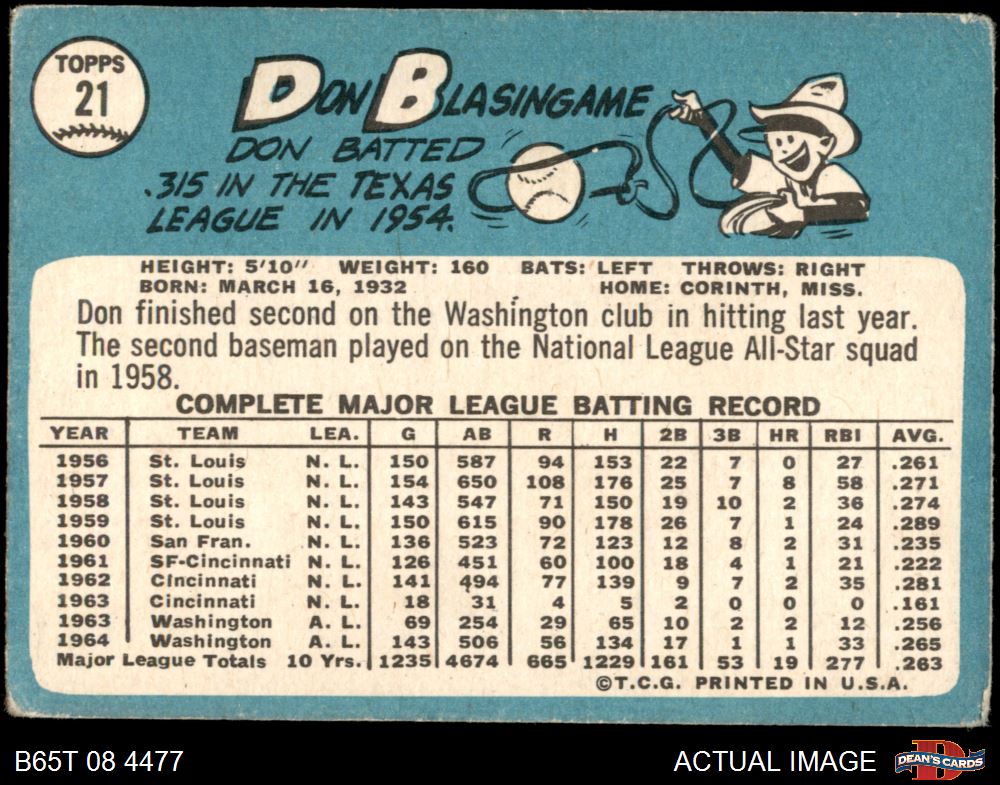 TOPPS
21
DON BLASINGAME
DON BATTED
.315 IN THE TEXAS
LEAGUE IN 1954.
HEIGHT: 5'10" WEIGHT: 160 BATS: LEFT THROWS: RIGHT
BORN: MARCH 16, 1932 HOME: CORINTH, MISS.
Don finished second on the Washington club in hitting last year.
The second baseman played on the National League All-Star squad
in 1958.
COMPLETE MAJOR LEAGUE BATTING RECORD
YEAR TEAM LEA. G AB R H 2B 3B HR RBI AVG.
1956 St. Louis N. L. 150 587 94 153 22 7 0 27 .261
1957 St. Louis N. L. 154 650 108 176 25 7 8 58 .271
1958 St. Louis N. L. 143 547 71 150 19 10 2 36 .274
1959 St. Louis N. L. 150 615 90 178 26 7 1 24 .289
1960 San Fran. N. L. 136 523 72 123 12 8 2 31 .235
1961 SF-Cincinnati N. L. 126 451 60 100 18 4 1 21 .222
1962 Cincinnati N. L. 141 494 77 139 9 7 2 35 .281
1963 Cincinnati N. L. 18 31 4 5 2 0 0 0 .161
1963 Washington A. L. 69 254 29 65 10 2 2 12 .256
1964 Washington A. L. 143 506 56 134 17 1 1 33 .265
Major League Totals 10 Yrs. 1235 4674 665 1229 161 53 19 277 .263
©T.C.G. PRINTED IN U.S.A.
B65T 08 4477 ACTUAL IMAGE D DEAN'S CARDS